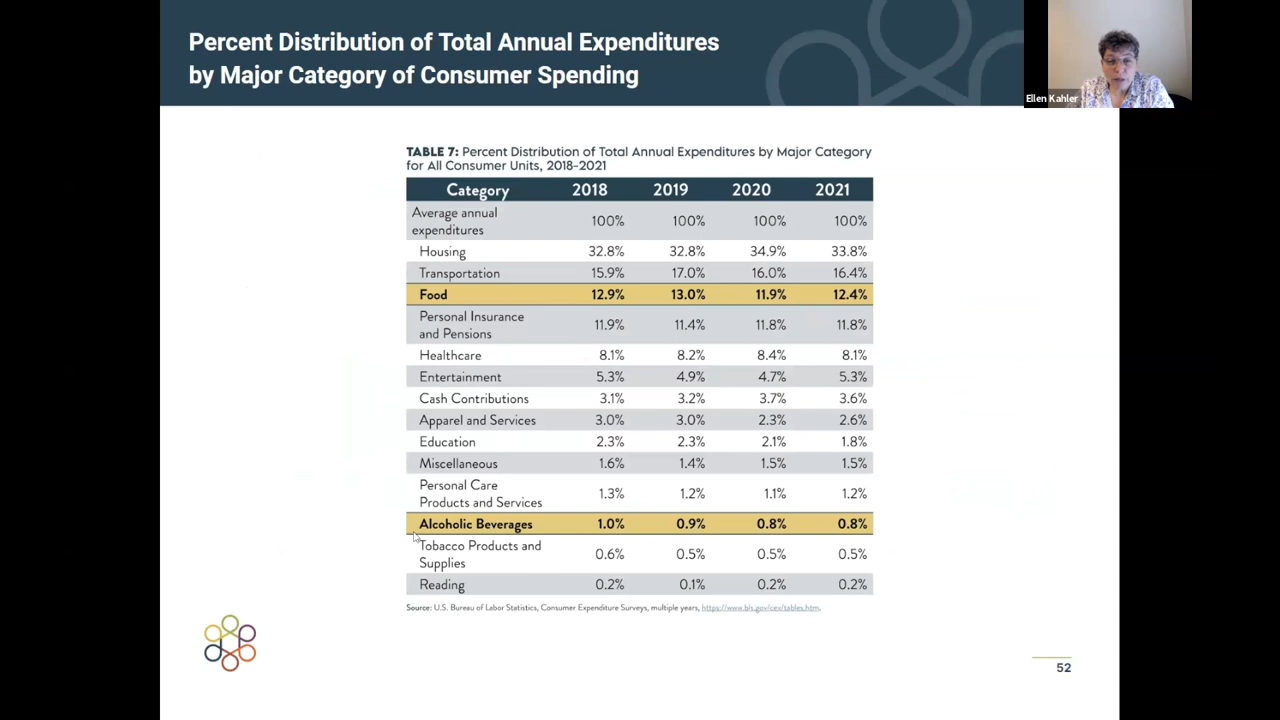 Percent Distribution of Total Annual Expenditures
by Major Category of Consumer Spending
Ellen Kahler
TABLE 7: Percent Distribution of Total Annual Expenditures by Major Category
for All Consumer Units, 2018-2021
Category 2018 2019 2020 2021
Average annual
expenditures 100% 100% 100% 100%
Housing 32.8% 32.8% 34.9% 33.8%
Transportation 15.9% 17.0% 16.0% 16.4%
Food 12.9% 13.0% 11.9% 12.4%
Personal Insurance
and Pensions 11.9% 11.4% 11.8% 11.8%
Healthcare 8.1% 8.2% 8.4% 8.1%
Entertainment 5.3% 4.9% 4.7% 5.3%
Cash Contributions 3.1% 3.2% 3.7% 3.6%
Apparel and Services 3.0% 3.0% 2.3% 2.6%
Education 2.3% 2.3% 2.1% 1.8%
Miscellaneous 1.6% 1.4% 1.5% 1.5%
Personal Care
Products and Services 1.3% 1.2% 1.1% 1.2%
Alcoholic Beverages 1.0% 0.9% 0.8% 0.8%
Tobacco Products and
Supplies 0.6% 0.5% 0.5% 0.5%
Reading 0.2% 0.1% 0.2% 0.2%
Source: U.S. Bureau of Labor Statistics, Consumer Expenditure Surveys, multiple years, https://www.bls.gov/cex/tables.htm.
52